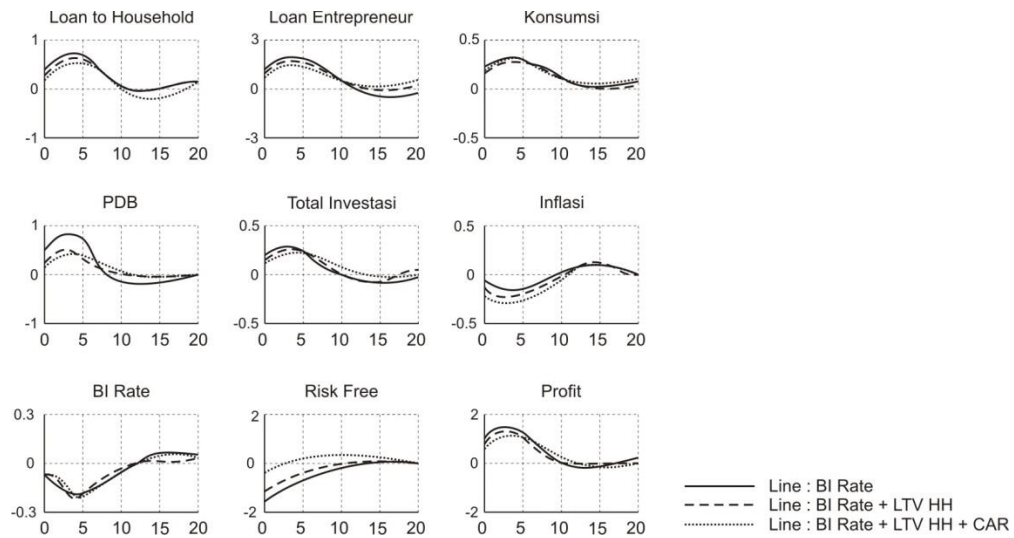 Loan to Household
1
0
-1
0 5 10 15 20
Loan Entrepreneur
3
0
-3
0 5 10 15 20
Konsumsi
0.5
0
-0.5
0 5 10 15 20
PDB
1
0
-1
0 5 10 15 20
Total Investasi
0.5
0
-0.5
0 5 10 15 20
Inflasi
0.5
0
-0.5
0 5 10 15 20
BI Rate
0.3
0
-0.3
0 5 10 15 20
Risk Free
2
0
-2
0 5 10 15 20
Profit
2
0
-2
0 5 10 15 20
Line : BI Rate
Line : BI Rate + LTV HH
Line : BI Rate + LTV HH + CAR